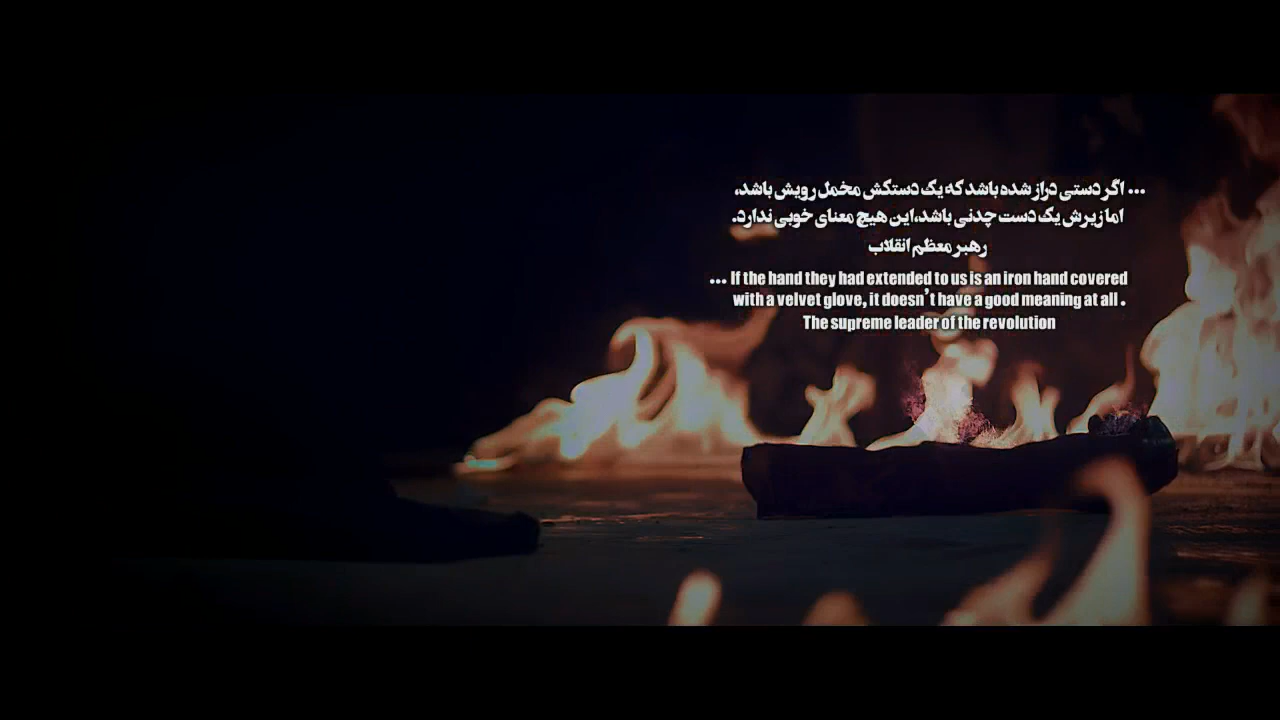 ... اگر دستی دراز شده باشد که یک دستکش مخمل رویش باشد،
اما زیرش یک دست چدنی باشد،این هیچ معنای خوبی ندارد.
رهبر معظم انقلاب
... If the hand they had extended to us is an iron hand covered
with a velvet glove, it doesn't have a good meaning at all .
The supreme leader of the revolution